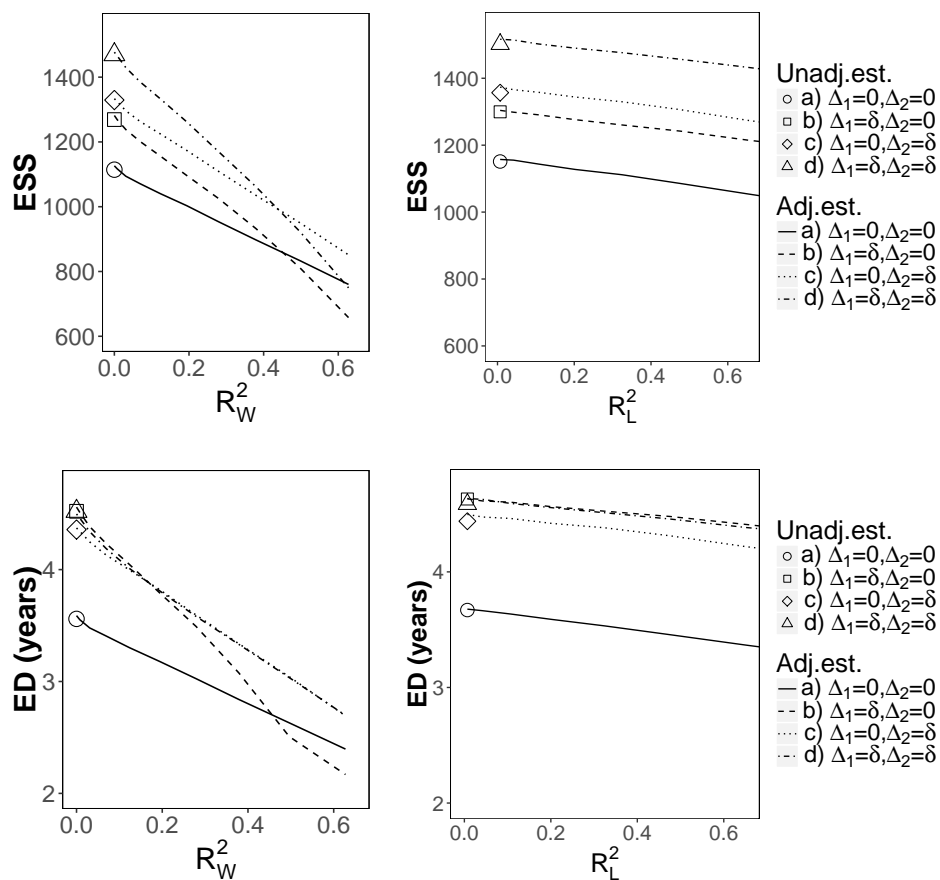 ESS
1400
1200
1000
800
600
0.0 0.2 0.4 0.6
R²_W
ESS
1400
1200
1000
800
600
0.0 0.2 0.4 0.6
R²_L
Unadj.est.
a) Δ₁=0,Δ₂=0
b) Δ₁=δ,Δ₂=0
c) Δ₁=0,Δ₂=δ
d) Δ₁=δ,Δ₂=δ
Adj.est.
a) Δ₁=0,Δ₂=0
b) Δ₁=δ,Δ₂=0
c) Δ₁=0,Δ₂=δ
d) Δ₁=δ,Δ₂=δ
ED (years)
4
3
2
0.0 0.2 0.4 0.6
R²_W
ED (years)
4
3
2
0.0 0.2 0.4 0.6
R²_L
Unadj.est.
a) Δ₁=0,Δ₂=0
b) Δ₁=δ,Δ₂=0
c) Δ₁=0,Δ₂=δ
d) Δ₁=δ,Δ₂=δ
Adj.est.
a) Δ₁=0,Δ₂=0
b) Δ₁=δ,Δ₂=0
c) Δ₁=0,Δ₂=δ
d) Δ₁=δ,Δ₂=δ